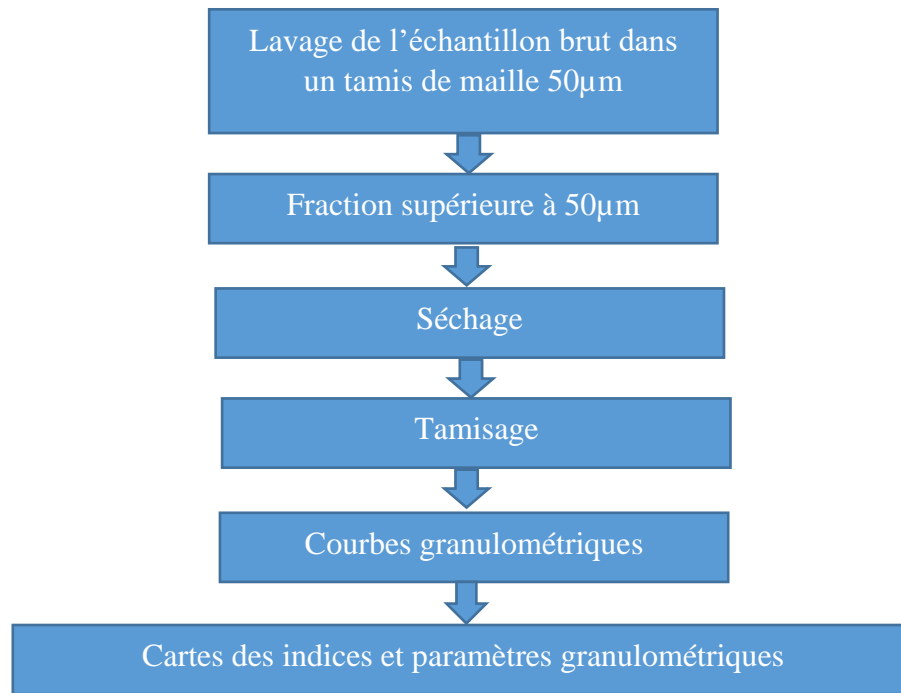 Lavage de l’échantillon brut dans
un tamis de maille 50µm
Fraction supérieure à 50µm
Séchage
Tamisage
Courbes granulométriques
Cartes des indices et paramètres granulométriques